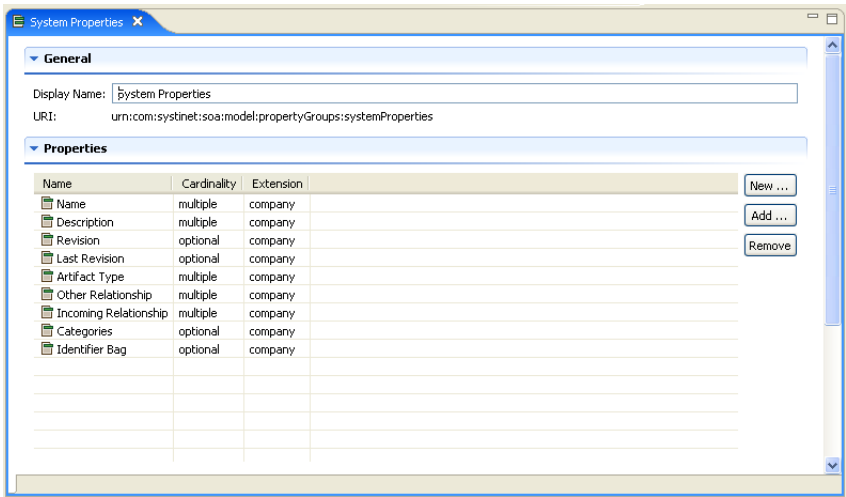 System Properties
General
Display Name: System Properties
URI: urn:com:systinet:soa:model:propertyGroups:systemProperties
Properties
Name Cardinality Extension
Name multiple company
Description multiple company
Revision optional company
Last Revision optional company
Artifact Type multiple company
Other Relationship multiple company
Incoming Relationship multiple company
Categories optional company
Identifier Bag optional company
New ...
Add ...
Remove